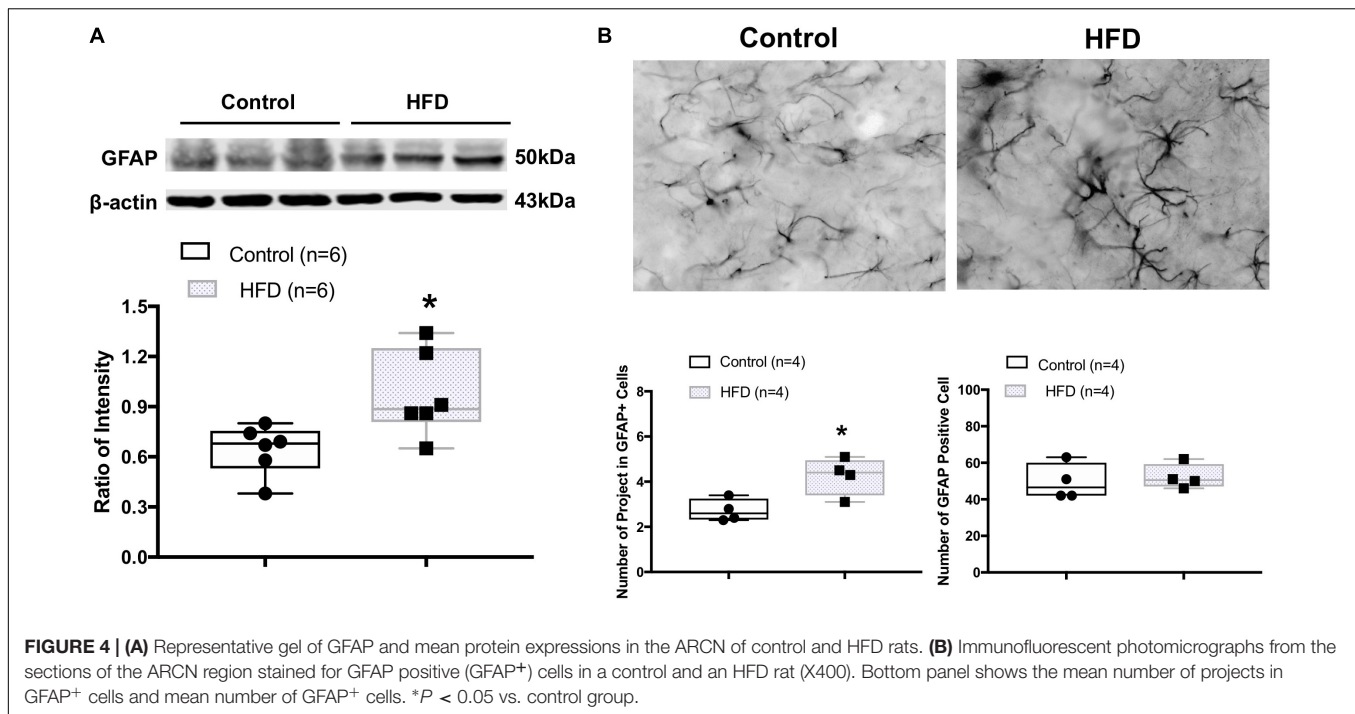 A
Control HFD
GFAP 50kDa
β-actin 43kDa
Control (n=6)
HFD (n=6)
*
1.5
1.2
0.9
0.6
0.3
0.0
Ratio of Intensity
B
Control HFD
Control (n=4)
HFD (n=4)
*
8
6
4
2
0
Number of Project in GFAP+ Cells
Control (n=4)
HFD (n=4)
100
80
60
40
20
0
Number of GFAP Positive Cell
FIGURE 4 | (A) Representative gel of GFAP and mean protein expressions in the ARCN of control and HFD rats. (B) Immunofluorescent photomicrographs from the
sections of the ARCN region stained for GFAP positive (GFAP⁺) cells in a control and an HFD rat (X400). Bottom panel shows the mean number of projects in
GFAP⁺ cells and mean number of GFAP⁺ cells. *P < 0.05 vs. control group.